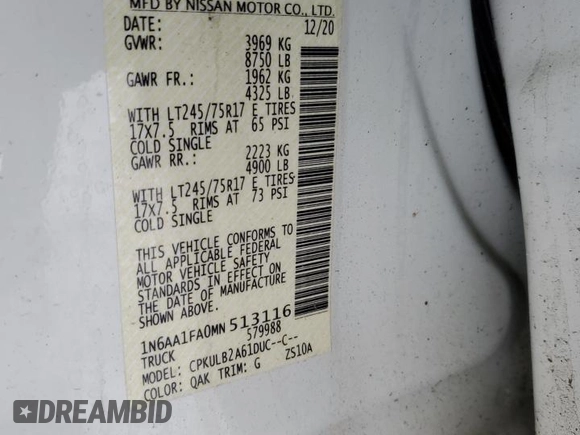 MFD BY NISSAN MOTOR CO., LTD.
DATE: 12/20
GVWR: 3969 KG
8750 LB
GAWR FR.: 1962 KG
4325 LB
WITH LT245/75R17 E TIRES
17X7.5 RIMS AT 65 PSI
COLD SINGLE
GAWR RR.: 2223 KG
4900 LB
WITH LT245/75R17 E TIRES
17X7.5 RIMS AT 73 PSI
COLD SINGLE
THIS VEHICLE CONFORMS TO
ALL APPLICABLE FEDERAL
MOTOR VEHICLE SAFETY
STANDARDS IN EFFECT ON
THE DATE OF MANUFACTURE
SHOWN ABOVE.
1N6AA1FA0MN513116
TRUCK 579988
MODEL: CPKULB2A61DUC--C--
COLOR: QAK TRIM: G ZS10A
DREAMBID